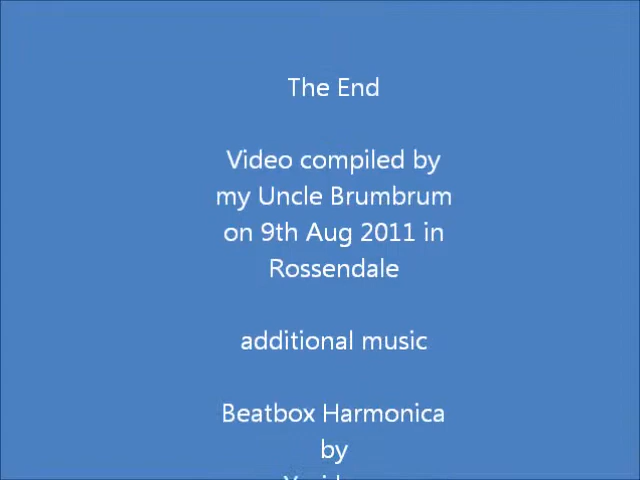 The End
Video compiled by
my Uncle Brumbrum
on 9th Aug 2011 in
Rossendale
additional music
Beatbox Harmonica
by